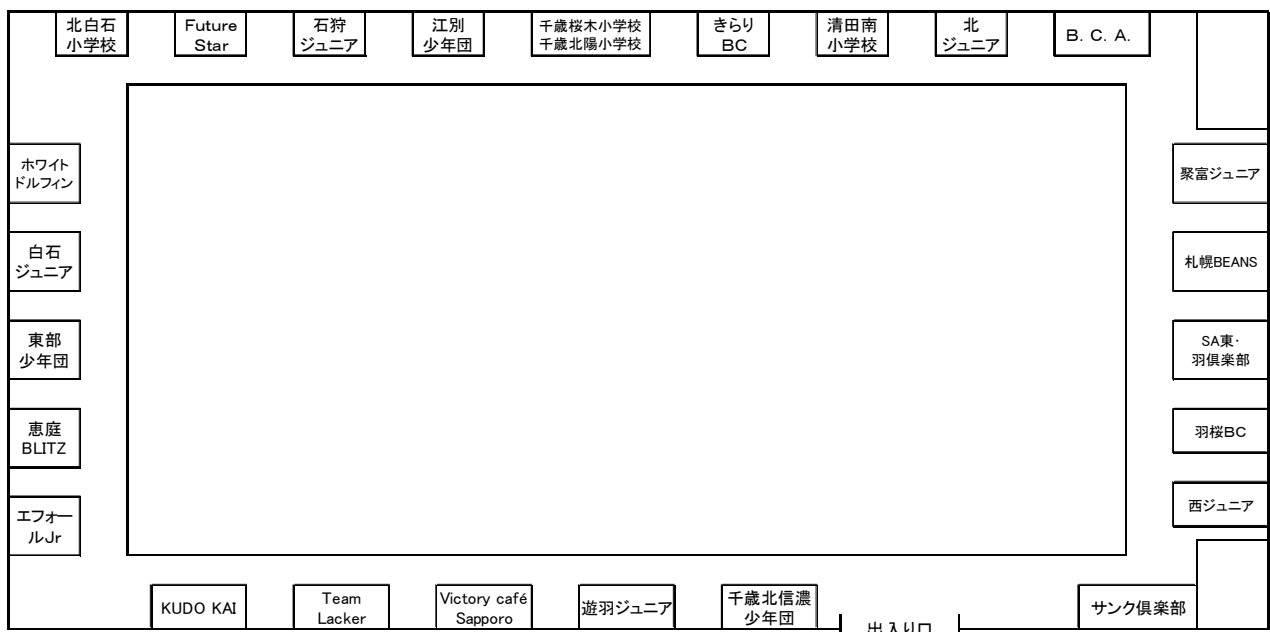 北白石
小学校
Future
Star
石狩
ジュニア
江別
少年団
千歳桜木小学校
千歳北陽小学校
きらり
BC
清田南
小学校
北
ジュニア
B. C. A.
ホワイト
ドルフィン
白石
ジュニア
東部
少年団
恵庭
BLITZ
エフォー
ルJr
聚富ジュニア
札幌BEANS
SA東·
羽倶楽部
羽桜BC
西ジュニア
KUDO KAI
Team
Lacker
Victory café
Sapporo
遊羽ジュニア
千歳北信濃
少年団
出入り口
サンク倶楽部